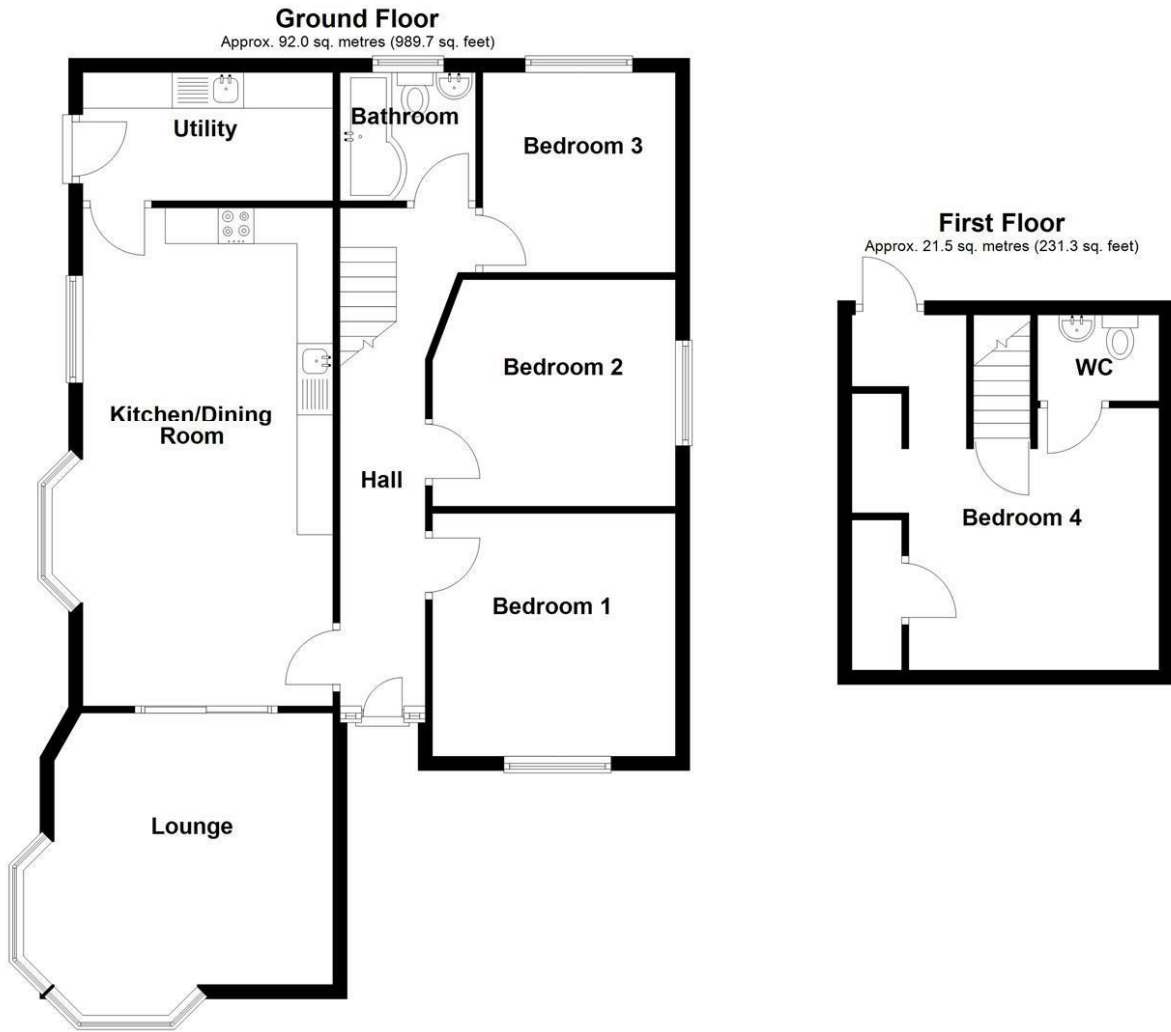 Ground Floor
Approx. 92.0 sq. metres (989.7 sq. feet)
Utility
Bathroom
Bedroom 3
Kitchen/Dining
Room
Bedroom 2
Hall
Bedroom 1
Lounge
First Floor
Approx. 21.5 sq. metres (231.3 sq. feet)
WC
Bedroom 4